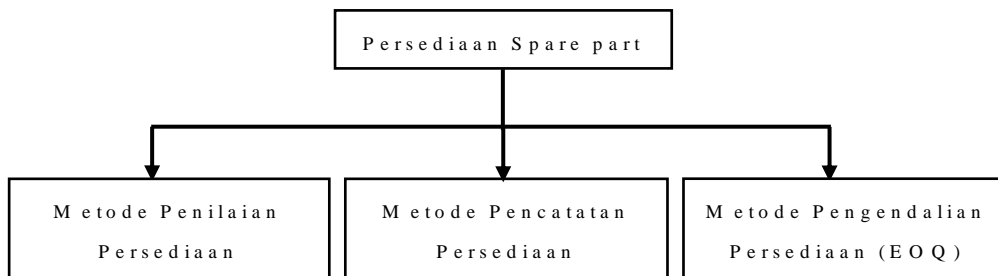 Persediaan Spare part
Metode Penilaian
Persediaan
Metode Pencatatan
Persediaan
Metode Pengendalian
Persediaan (EOQ)